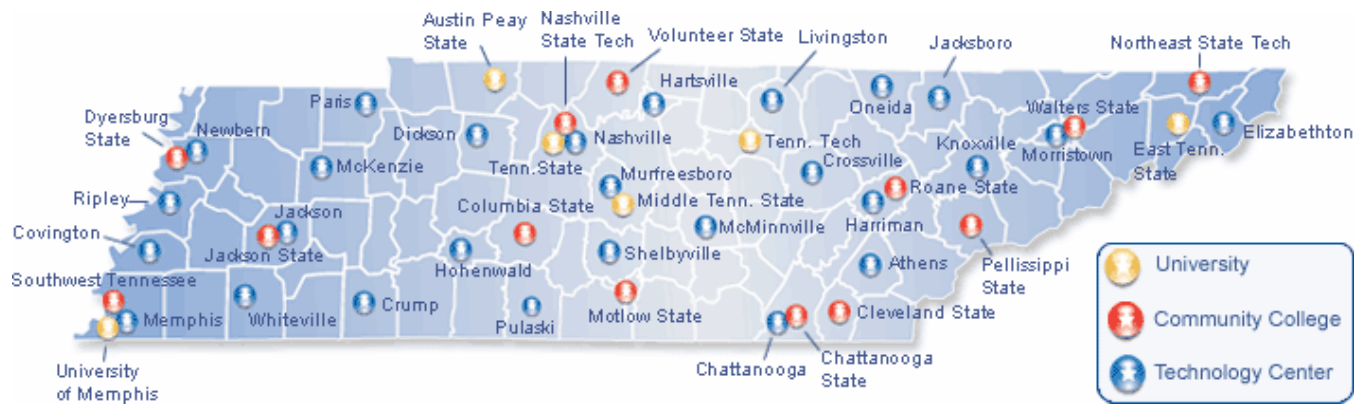 Austin Peay
State
Nashville
State Tech
Volunteer State
Livingston
Jacksboro
Northeast State Tech
Hartsville
Paris
Oneida
Walters State
Dyersburg
State
Newbern
Dickson
Nashville
Tenn. Tech
Knoxville
Elizabethton
Tenn.State
Crossville
Morristown
East Tenn.
State
McKenzie
Murfreesboro
Roane State
Ripley
Columbia State
Middle Tenn. State
Jackson
McMinnville
Harriman
Covington
Jackson State
Hohenwald
Shelbyville
Athens
Pellissippi
State
Southwest Tennessee
Memphis
Whiteville
Crump
Pulaski
Motlow State
Cleveland State
Chattanooga
Chattanooga
State
University
of Memphis
University
Community College
Technology Center